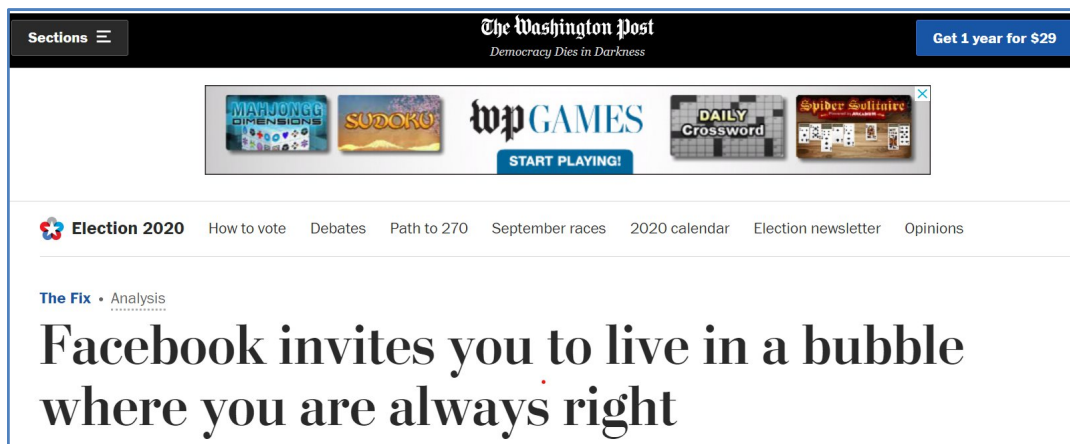 Sections
The Washington Post
Democracy Dies in Darkness
Get 1 year for $29
MAHJONGG
DIMENSIONS
SUDOKU
wp GAMES
START PLAYING!
DAILY
Crossword
Spider Solitaire
Election 2020 How to vote Debates Path to 270 September races 2020 calendar Election newsletter Opinions
The Fix • Analysis
Facebook invites you to live in a bubble
where you are always right